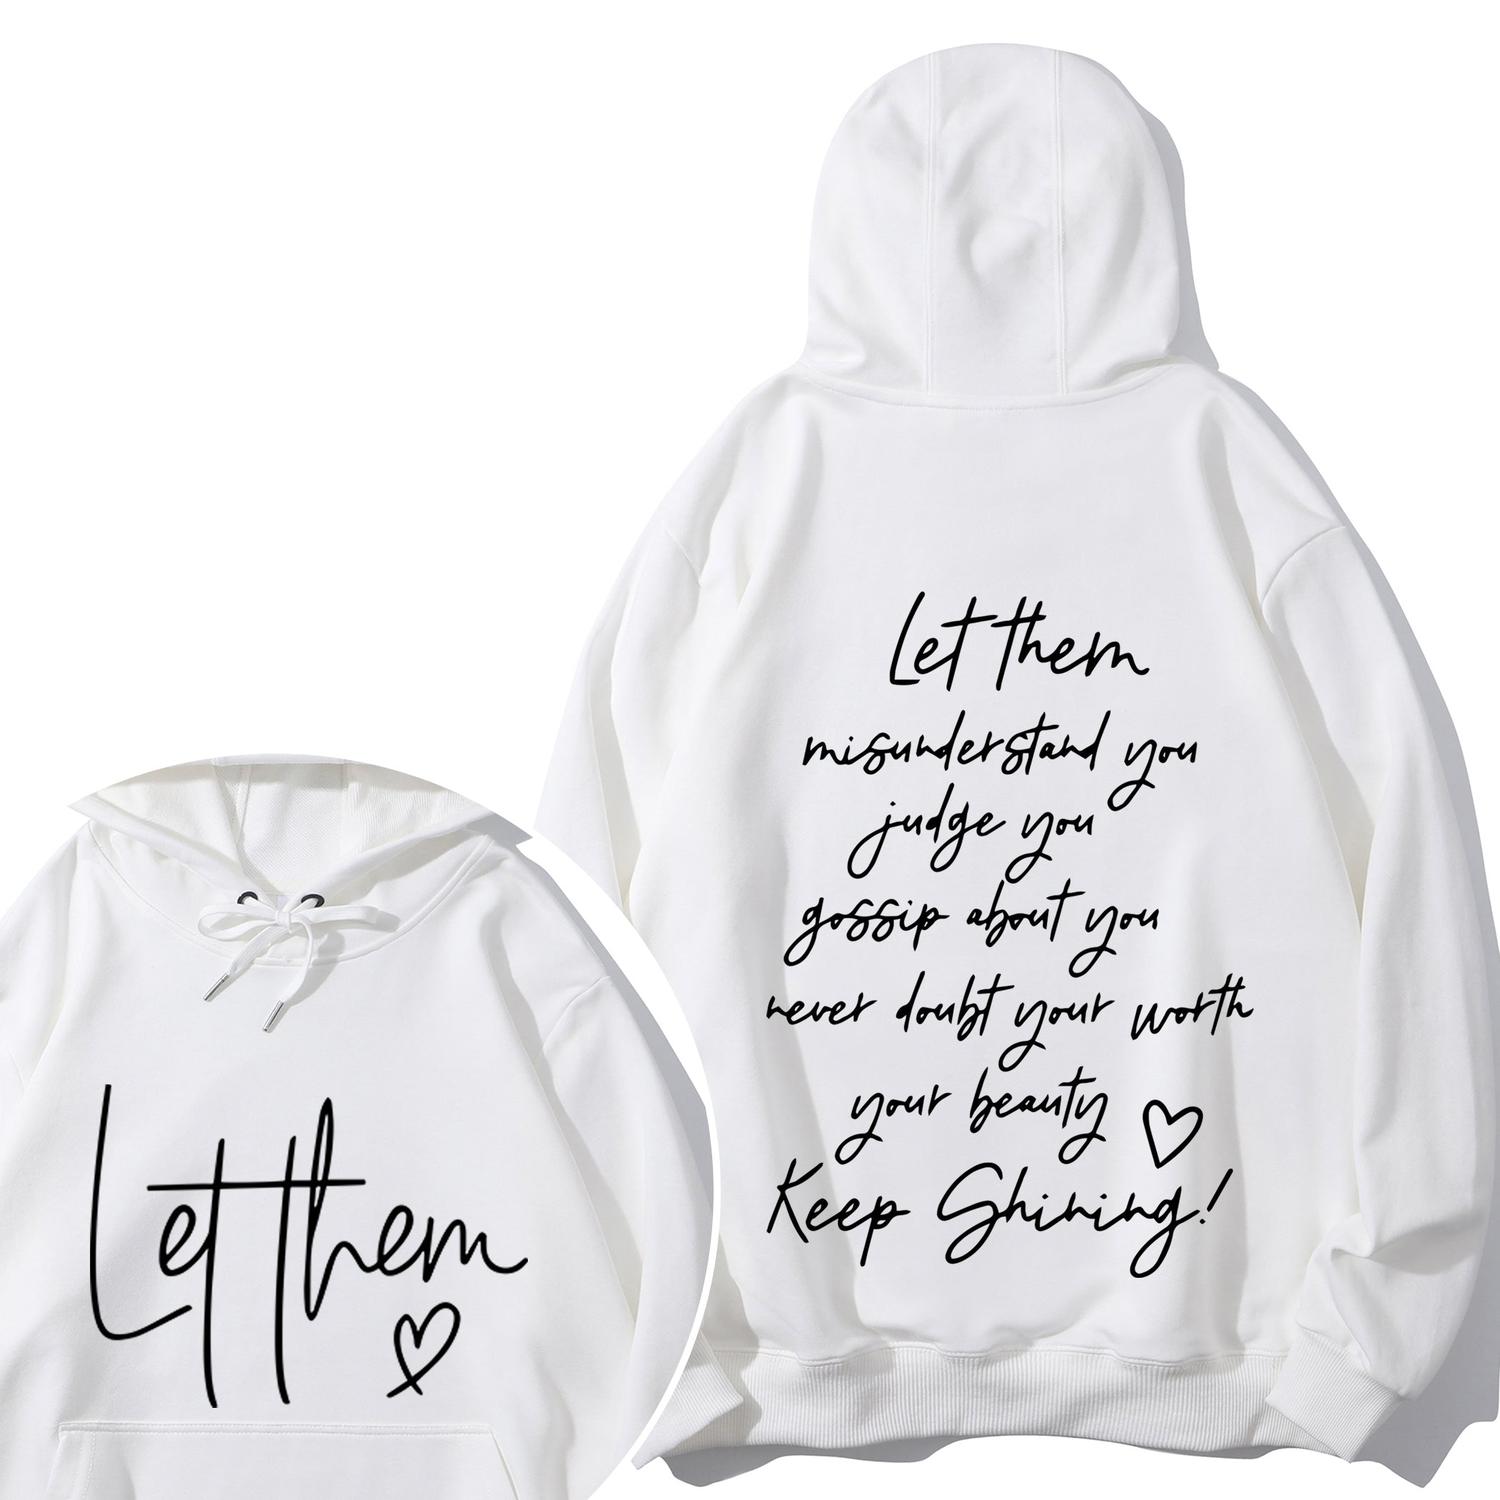 Let them
Let them
misunderstand you
judge you
gossip about you
never doubt your worth
your beauty
Keep Shining!